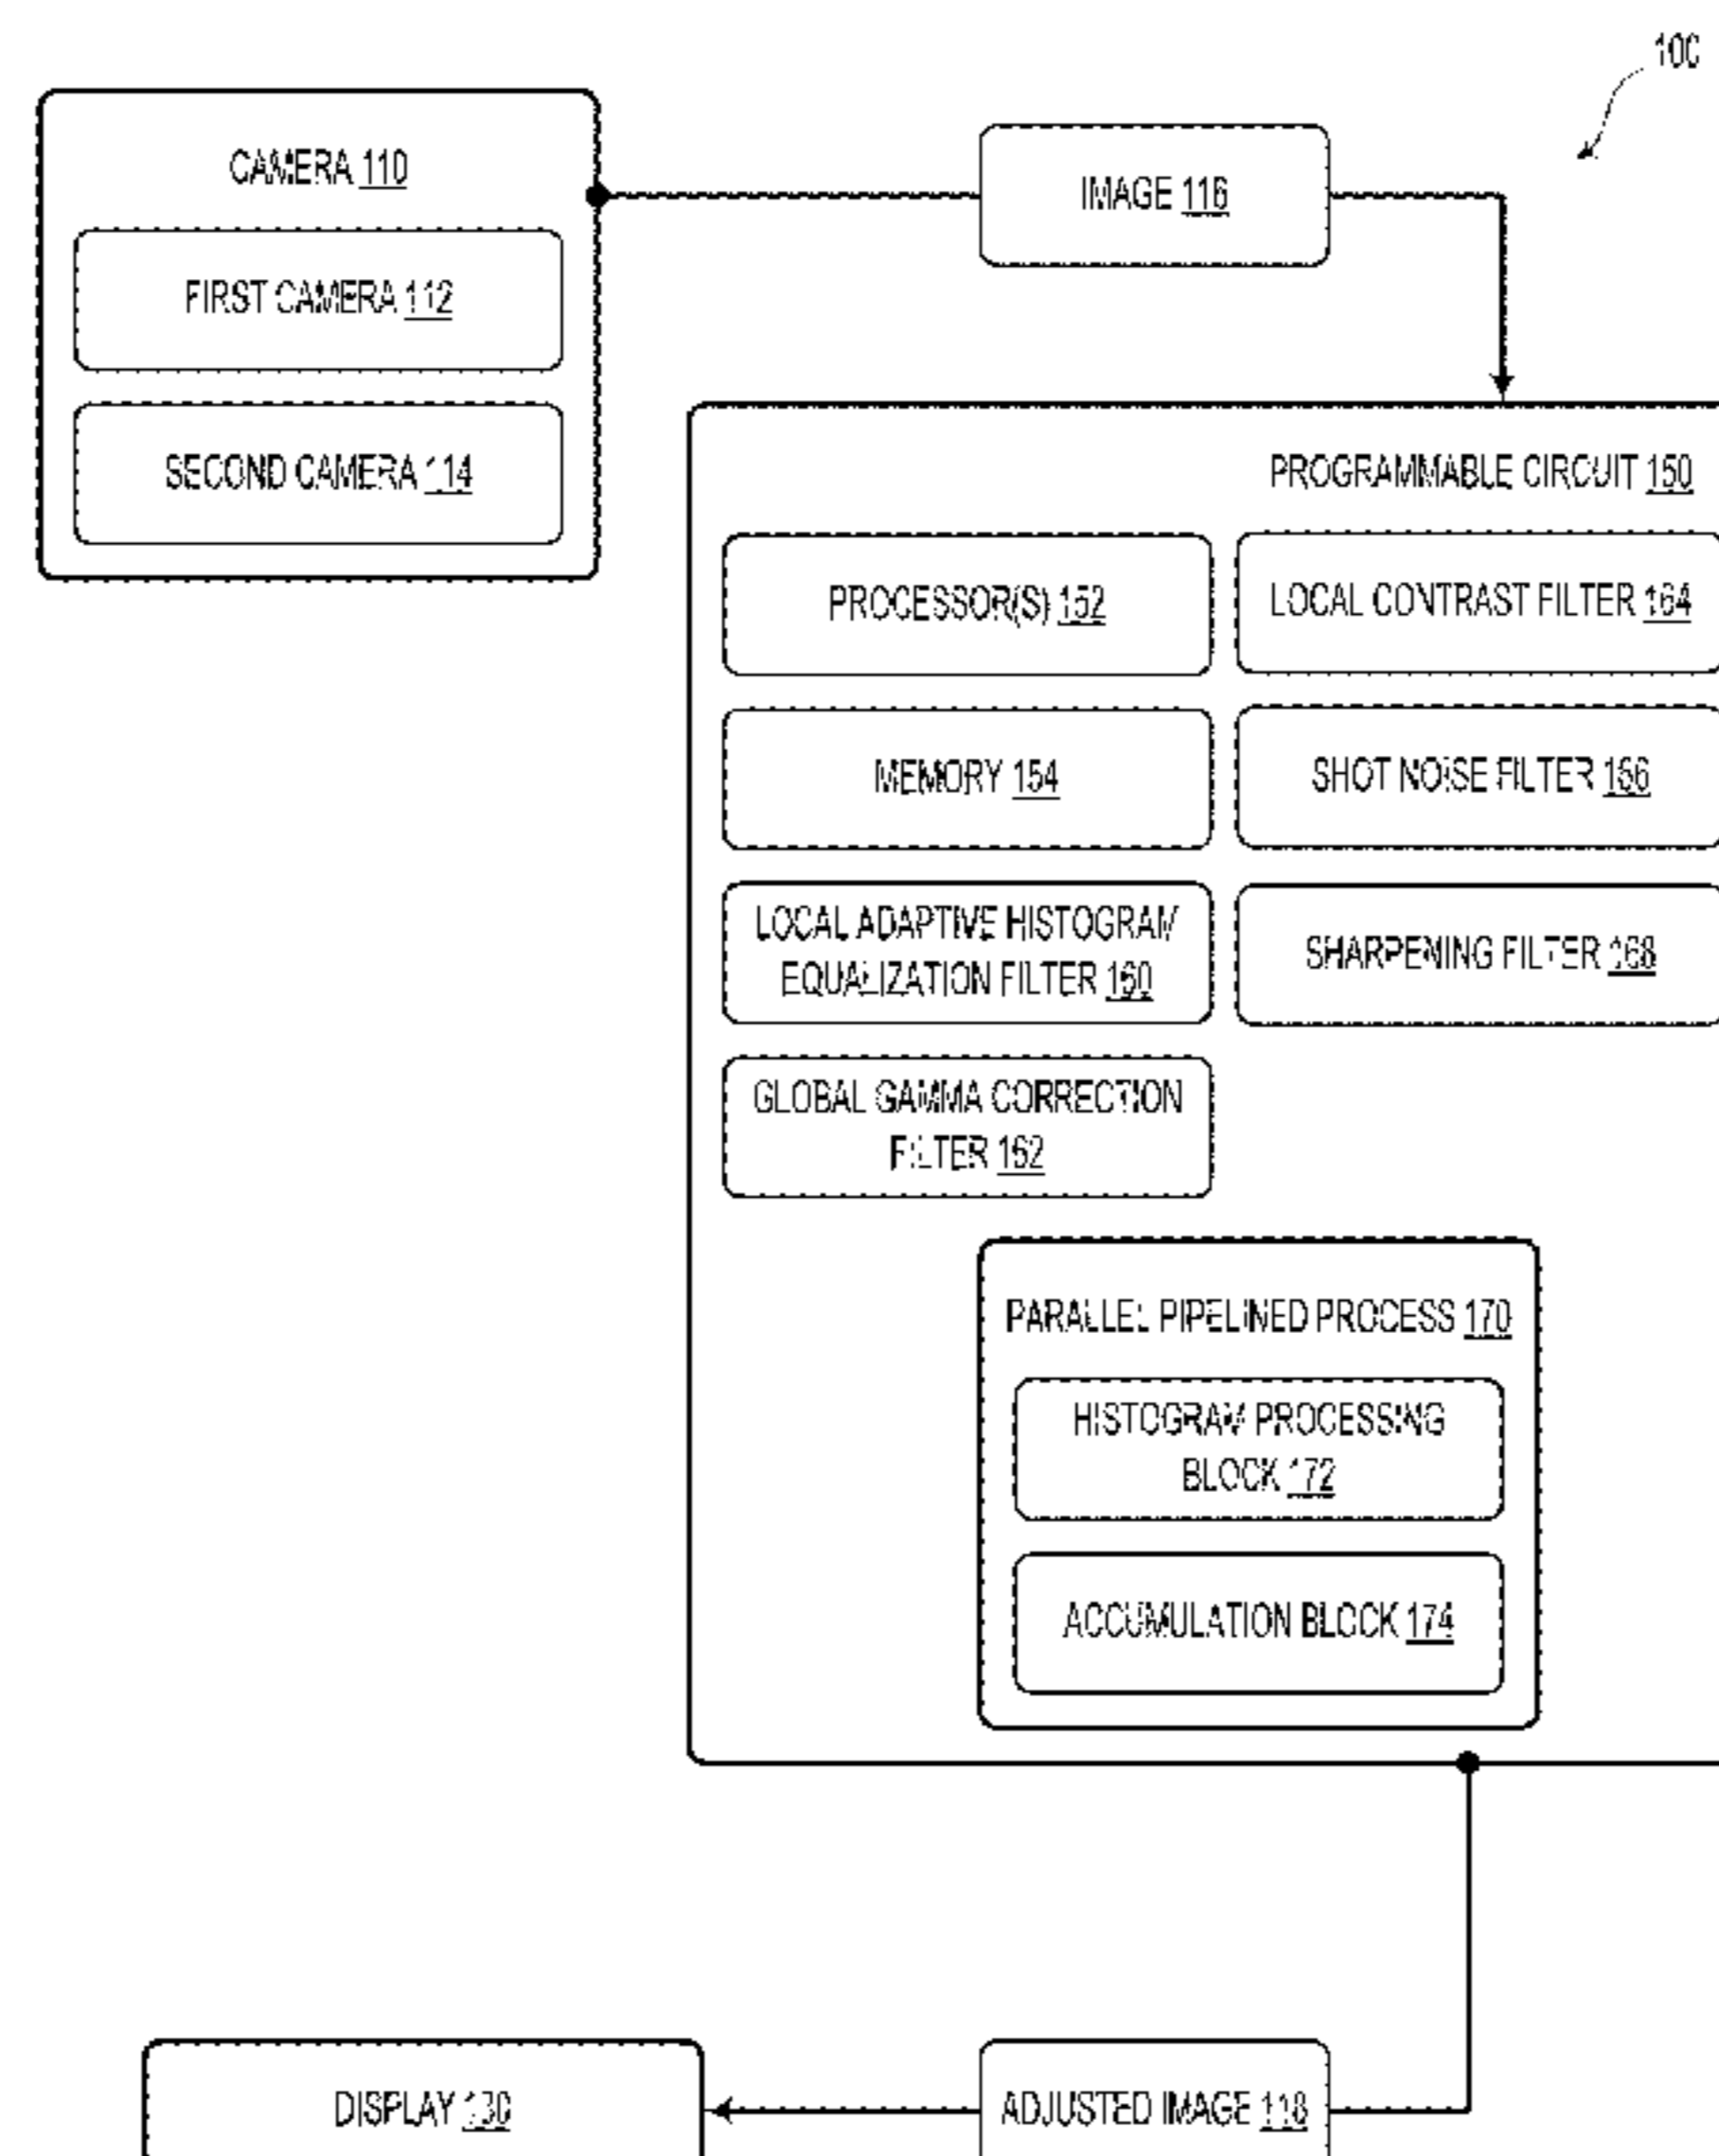 100
CAMERA 110
IMAGE 116
FIRST CAMERA 112
SECOND CAMERA 114
PROGRAMMABLE CIRCUIT 150
PROCESSOR(S) 152
LOCAL CONTRAST FILTER 164
MEMORY 154
SHOT NOISE FILTER 166
LOCAL ADAPTIVE HISTOGRAM
EQUALIZATION FILTER 160
SHARPENING FILTER 168
GLOBAL GAMMA CORRECTION
FILTER 162
PARALLEL PIPELINED PROCESS 170
HISTOGRAM PROCESSING
BLOCK 172
ACCUMULATION BLOCK 174
DISPLAY 130
ADJUSTED IMAGE 118